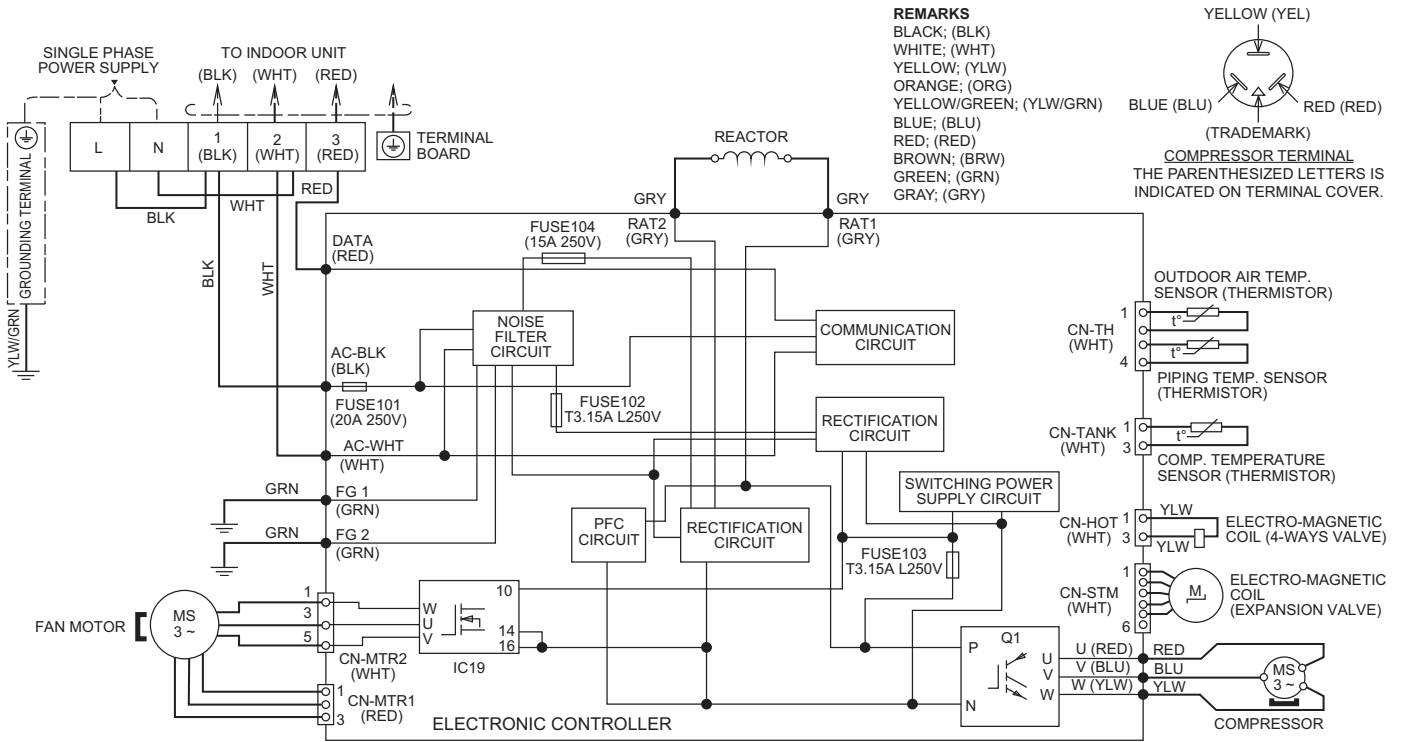 REMARKS
BLACK; (BLK)
WHITE; (WHT)
YELLOW; (YLW)
ORANGE; (ORG)
YELLOW/GREEN; (YLW/GRN)
BLUE; (BLU)
RED; (RED)
BROWN; (BRW)
GREEN; (GRN)
GRAY; (GRY)
YELLOW (YEL)
BLUE (BLU)
RED (RED)
(TRADEMARK)
COMPRESSOR TERMINAL
THE PARENTHESIZED LETTERS IS
INDICATED ON TERMINAL COVER.
SINGLE PHASE
POWER SUPPLY
TO INDOOR UNIT
(BLK) (WHT) (RED)
L
N
1
(BLK)
2
(WHT)
3
(RED)
TERMINAL
BOARD
GROUNDING TERMINAL
YLW/GRN
BLK
WHT
RED
BLK
WHT
REACTOR
GRY
GRY
RAT2
(GRY)
RAT1
(GRY)
DATA
(RED)
FUSE104
(15A 250V)
NOISE
FILTER
CIRCUIT
COMMUNICATION
CIRCUIT
AC-BLK
(BLK)
FUSE101
(20A 250V)
FUSE102
T3.15A L250V
RECTIFICATION
CIRCUIT
AC-WHT
(WHT)
GRN
FG 1
(GRN)
GRN
FG 2
(GRN)
PFC
CIRCUIT
RECTIFICATION
CIRCUIT
SWITCHING POWER
SUPPLY CIRCUIT
FUSE103
T3.15A L250V
OUTDOOR AIR TEMP.
SENSOR (THERMISTOR)
1
CN-TH
(WHT)
4
t°
t°
PIPING TEMP. SENSOR
(THERMISTOR)
CN-TANK
(WHT)
1
3
t°
COMP. TEMPERATURE
SENSOR (THERMISTOR)
CN-HOT
(WHT)
1
3
YLW
YLW
ELECTRO-MAGNETIC
COIL (4-WAYS VALVE)
CN-STM
(WHT)
1
6
M
ELECTRO-MAGNETIC
COIL
(EXPANSION VALVE)
FAN MOTOR
MS
3 ~
1
3
5
CN-MTR2
(WHT)
1
3
CN-MTR1
(RED)
W
U
V
10
14
16
IC19
P
N
Q1
U
V
W
U (RED)
V (BLU)
W (YLW)
RED
BLU
YLW
MS
3 ~
COMPRESSOR
ELECTRONIC CONTROLLER